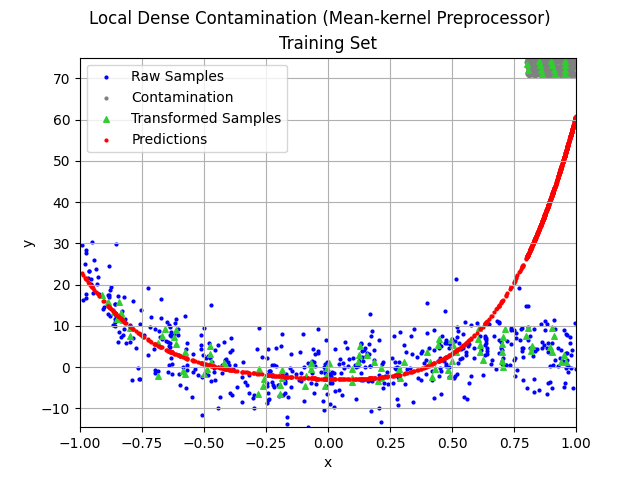 Local Dense Contamination (Mean-kernel Preprocessor)
Training Set
Raw Samples
Contamination
Transformed Samples
Predictions
70
60
50
40
30
20
10
0
−10
y
−1.00 −0.75 −0.50 −0.25 0.00 0.25 0.50 0.75 1.00
x